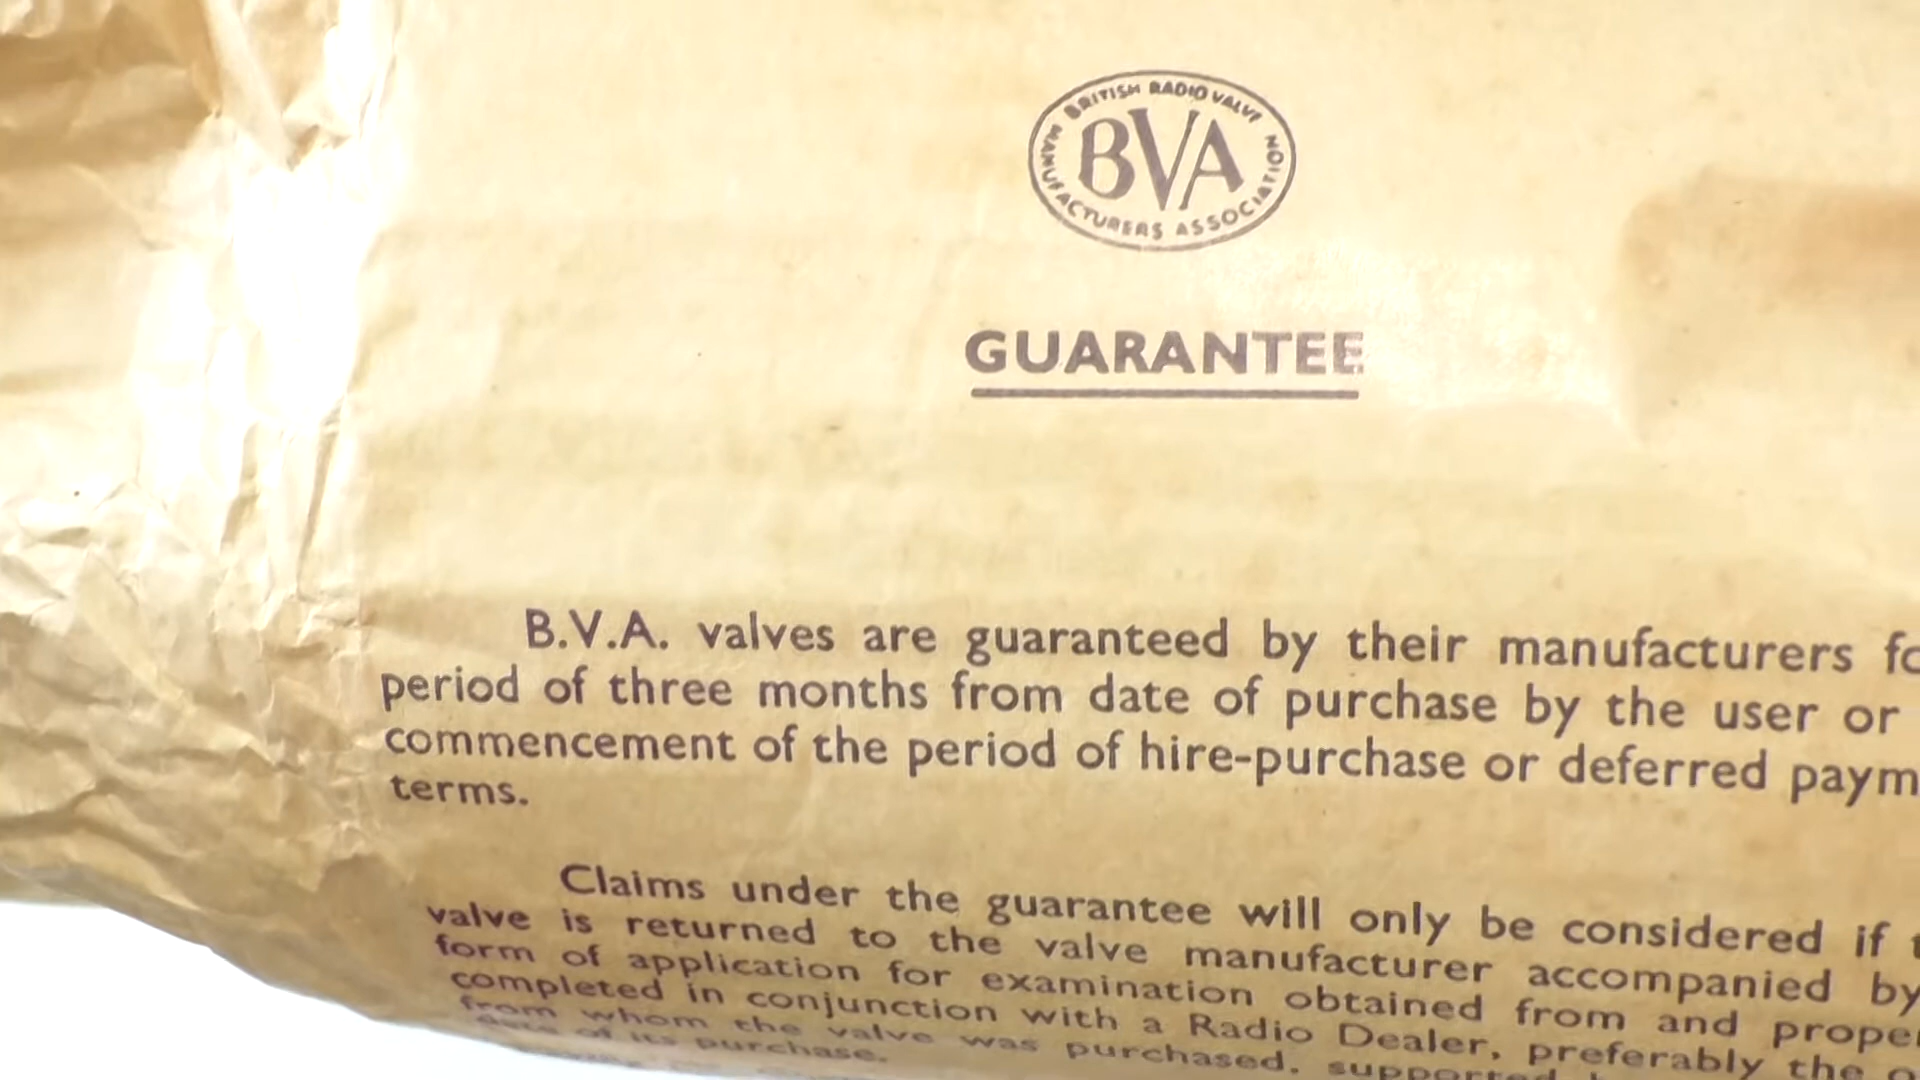 BRITISH RADIO VALVE
MANUFACTURERS ASSOCIATION
BVA
GUARANTEE
B.V.A. valves are guaranteed by their manufacturers
period of three months from date of purchase by the user or
commencement of the period of hire-purchase or deferred
terms.
Claims under the guarantee will only be considered if
valve is returned to the valve manufacturer accompanied by
form of application for examination obtained from and
completed in conjunction with a Radio Dealer, preferably the
from whom the valve was purchased, supported
date of its purchase.